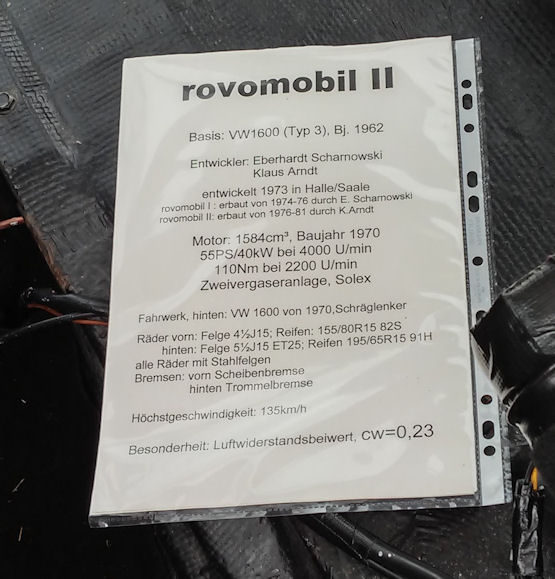 rovomobil II
Basis: VW1600 (Typ 3), Bj. 1962
Entwickler: Eberhardt Scharnowski
Klaus Arndt
entwickelt 1973 in Halle/Saale
rovomobil I : erbaut von 1974-76 durch E. Scharnowski
rovomobil II: erbaut von 1976-81 durch K.Arndt
Motor: 1584cm³, Baujahr 1970
55PS/40kW bei 4000 U/min
110Nm bei 2200 U/min
Zweivergaseranlage, Solex
Fahrwerk, hinten: VW 1600 von 1970,Schräglenker
Räder vorn: Felge 4½J15; Reifen: 155/80R15 82S
hinten: Felge 5½J15 ET25; Reifen 195/65R15 91H
alle Räder mit Stahlfelgen
Bremsen: vorn Scheibenbremse
hinten Trommelbremse
Höchstgeschwindigkeit: 135km/h
Besonderheit: Luftwiderstandsbeiwert, cw=0,23